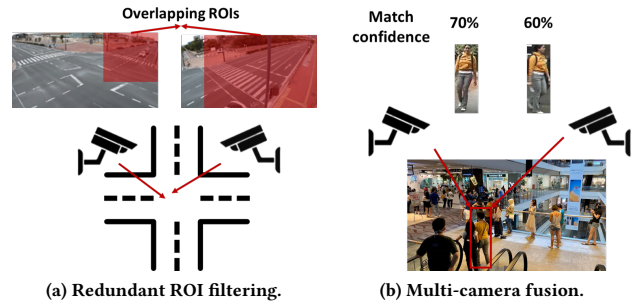 Overlapping ROIs
(a) Redundant ROI filtering.
Match
confidence
70%
60%
(b) Multi-camera fusion.